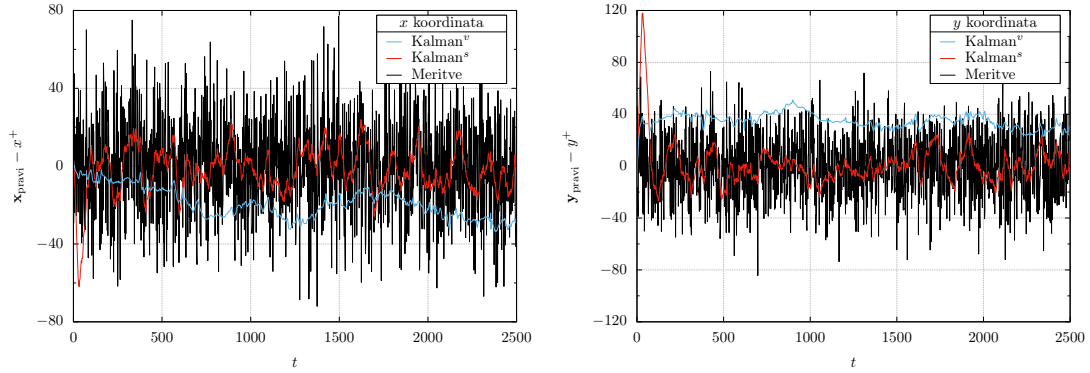 80
40
0
−40
−80
0 500 1000 1500 2000 2500
t
x_pravi − x⁺
x koordinata
Kalman^v
Kalman^s
Meritve
120
80
40
0
−40
−80
−120
0 500 1000 1500 2000 2500
t
y_pravi − y⁺
y koordinata
Kalman^v
Kalman^s
Meritve